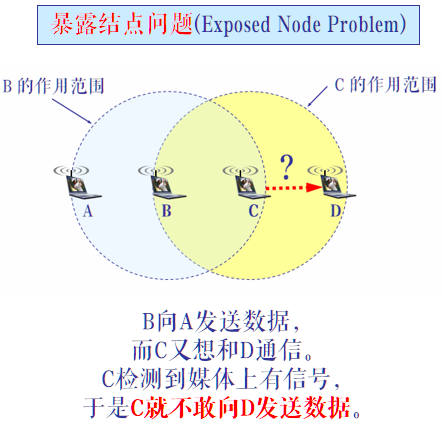 暴露结点问题(Exposed Node Problem)
B 的作用范围
C 的作用范围
?
A
B
C
D
B向A发送数据，
而C又想和D通信。
C检测到媒体上有信号，
于是C就不敢向D发送数据。